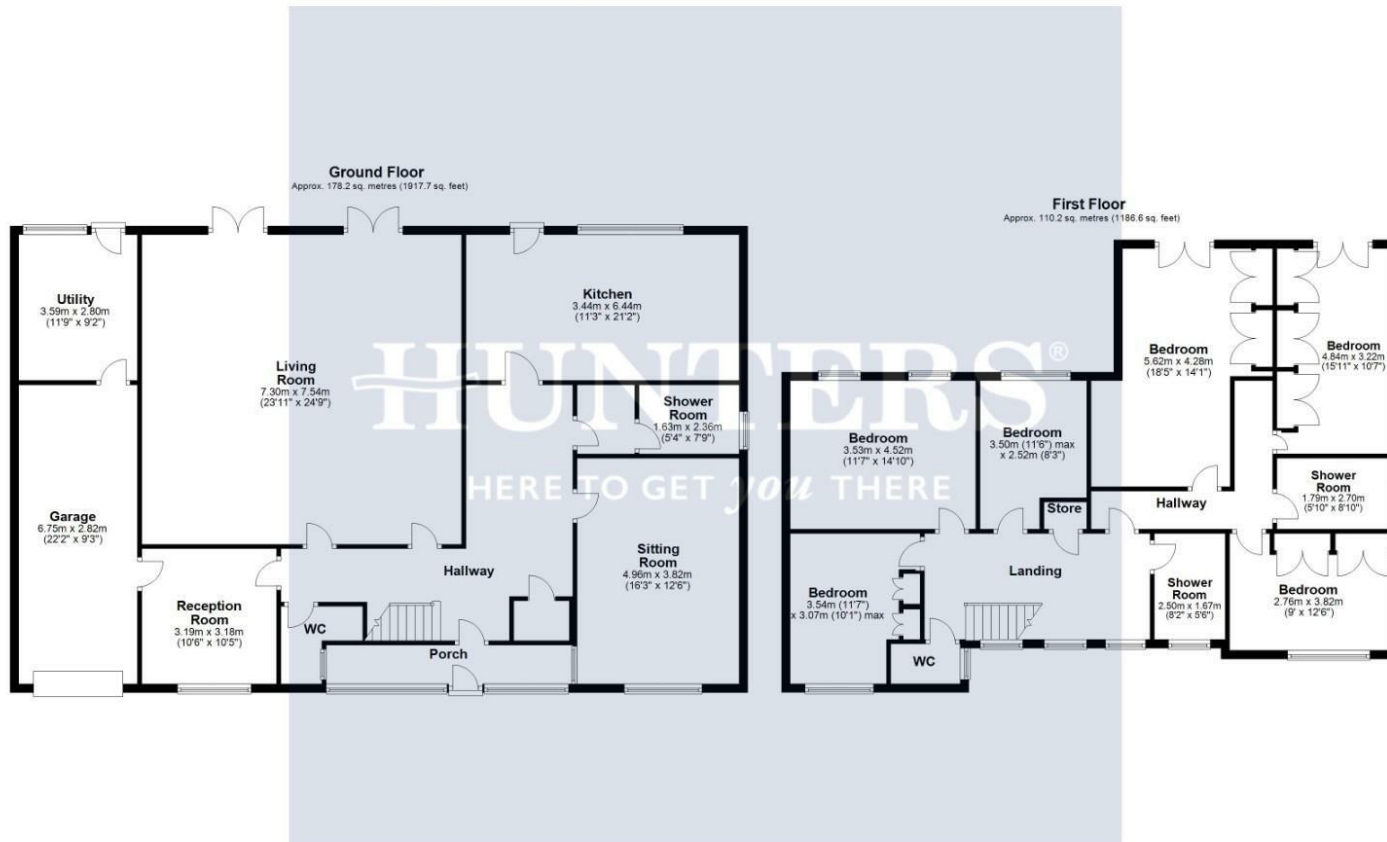 Ground Floor
Approx. 178.2 sq. metres (1917.7 sq. feet)
Utility
3.59m x 2.80m
(11'9" x 9'2")
Living
Room
7.30m x 7.54m
(23'11" x 24'9")
Kitchen
3.44m x 6.44m
(11'3" x 21'2")
Shower
Room
1.63m x 2.36m
(5'4" x 7'9")
Garage
6.75m x 2.82m
(22'2" x 9'3")
Reception
Room
3.19m x 3.18m
(10'6" x 10'5")
Hallway
Sitting
Room
4.96m x 3.82m
(16'3" x 12'6")
WC
Porch
First Floor
Approx. 110.2 sq. metres (1186.6 sq. feet)
Bedroom
5.62m x 4.28m
(18'5" x 14'1")
Bedroom
4.84m x 3.22m
(15'11" x 10'7")
Bedroom
3.53m x 4.52m
(11'7" x 14'10")
Bedroom
3.50m (11'6") max
x 2.52m (8'3")
Store
Hallway
Shower
Room
1.79m x 2.70m
(5'10" x 8'10")
Bedroom
3.54m (11'7")
x 3.07m (10'1") max
Landing
Shower
Room
2.50m x 1.67m
(8'2" x 5'6")
Bedroom
2.76m x 3.82m
(9' x 12'6")
WC
HUNTERS®
HERE TO GET you THERE